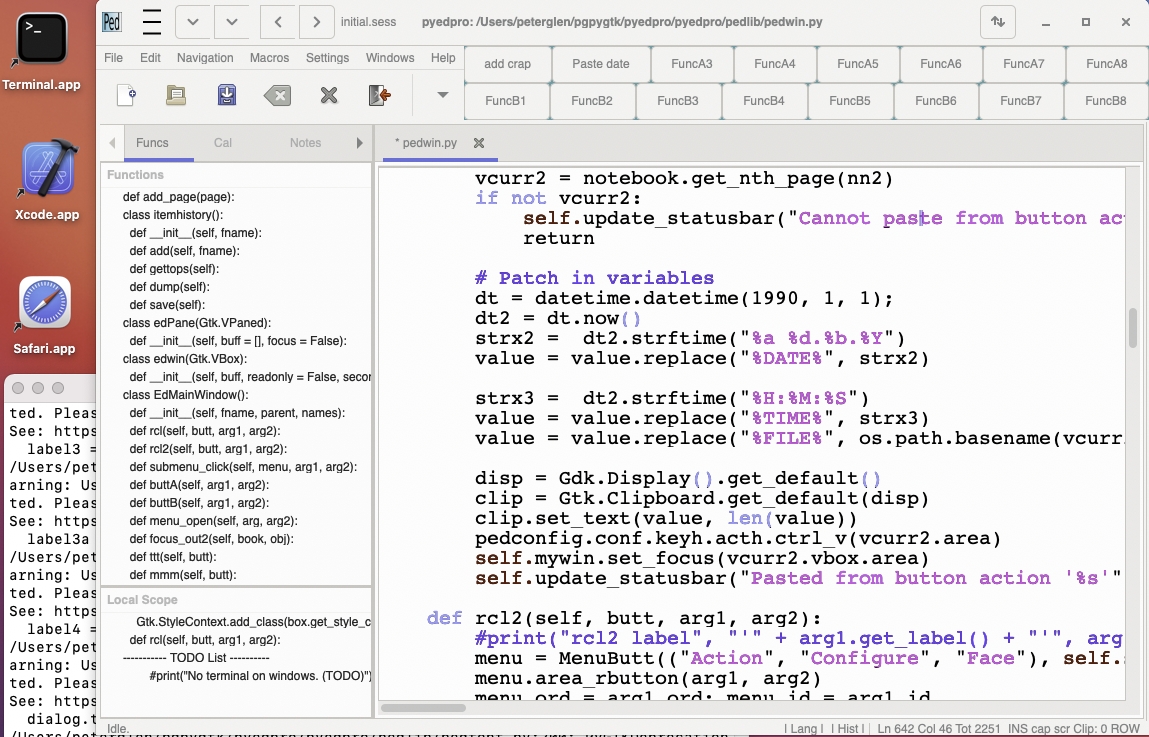 Terminal.app
Xcode.app
Safari.app
Ped
initial.sess
pyedpro: /Users/peterglen/pgpygtk/pyedpro/pyedpro/pedlib/pedwin.py
File Edit Navigation Macros Settings Windows Help
add crap Paste date FuncA3 FuncA4 FuncA5 FuncA6 FuncA7 FuncA8
FuncB1 FuncB2 FuncB3 FuncB4 FuncB5 FuncB6 FuncB7 FuncB8
Funcs Cal Notes
Functions
def add_page(page):
class itemhistory():
def __init__(self, fname):
def add(self, fname):
def gettops(self):
def dump(self):
def save(self):
class edPane(Gtk.VPaned):
def __init__(self, buff = [], focus = False):
class edwin(Gtk.VBox):
def __init__(self, buff, readonly = False, secor
class EdMainWindow():
def __init__(self, fname, parent, names):
def rcl(self, butt, arg1, arg2):
def rcl2(self, butt, arg1, arg2):
def submenu_click(self, menu, arg1, arg2):
def buttA(self, arg1, arg2):
def buttB(self, arg1, arg2):
def menu_open(self, arg, arg2):
def focus_out2(self, book, obj):
def ttt(self, butt):
def mmm(self, butt):
Local Scope
Gtk.StyleContext.add_class(box.get_style_c
def rcl(self, butt, arg1, arg2):
----------- TODO List ----------
#print("No terminal on windows. (TODO)")
* pedwin.py
vcurr2 = notebook.get_nth_page(nn2)
if not vcurr2:
self.update_statusbar("Cannot paste from button act
return
# Patch in variables
dt = datetime.datetime(1990, 1, 1);
dt2 = dt.now()
strx2 =  dt2.strftime("%a %d.%b.%Y")
value = value.replace("%DATE%", strx2)
strx3 =  dt2.strftime("%H:%M:%S")
value = value.replace("%TIME%", strx3)
value = value.replace("%FILE%", os.path.basename(vcurr
disp = Gdk.Display().get_default()
clip = Gtk.Clipboard.get_default(disp)
clip.set_text(value, len(value))
pedconfig.conf.keyh.acth.ctrl_v(vcurr2.area)
self.mywin.set_focus(vcurr2.vbox.area)
self.update_statusbar("Pasted from button action '%s'"
def rcl2(self, butt, arg1, arg2):
#print("rcl2 label", "'" + arg1.get_label() + "'", arg
menu = MenuButt(("Action", "Configure", "Face"), self.
menu.area_rbutton(arg1, arg2)
menu.ord = arg1.ord; menu.id = arg1.id
ted. Pleas
See: https
label3 =
/Users/pet
arning: Us
ted. Pleas
See: https
label3a
/Users/pet
arning: Us
ted. Pleas
See: https
label4 =
/Users/pet
arning: Us
ted. Pleas
See: https
dialog.t
Idle.
| Lang | | Hist | Ln 642 Col 46 Tot 2251 INS cap scr Clip: 0 ROW